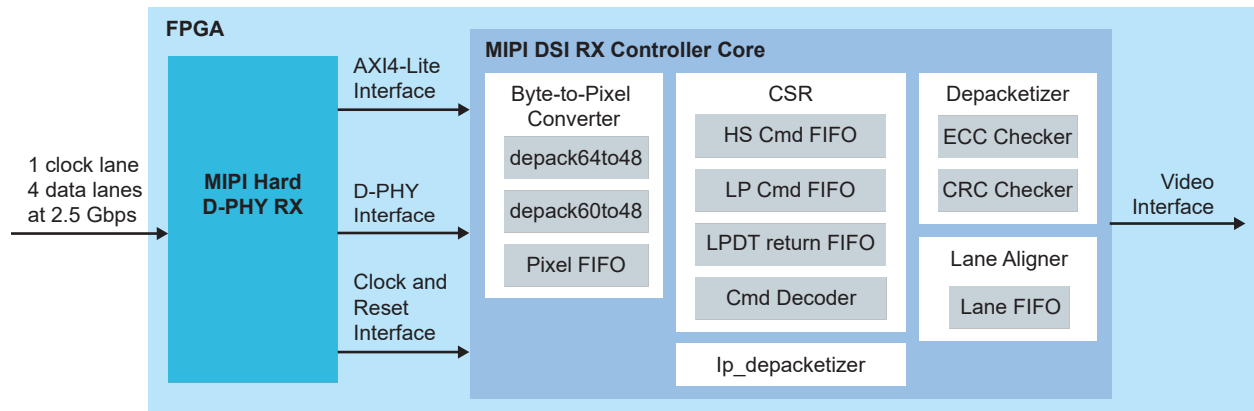 FPGA
1 clock lane
4 data lanes
at 2.5 Gbps
MIPI Hard
D-PHY RX
AXI4-Lite
Interface
D-PHY
Interface
Clock and
Reset
Interface
MIPI DSI RX Controller Core
Byte-to-Pixel
Converter
depack64to48
depack60to48
Pixel FIFO
CSR
HS Cmd FIFO
LP Cmd FIFO
LPDT return FIFO
Cmd Decoder
Ip_depacketizer
Depacketizer
ECC Checker
CRC Checker
Lane Aligner
Lane FIFO
Video
Interface